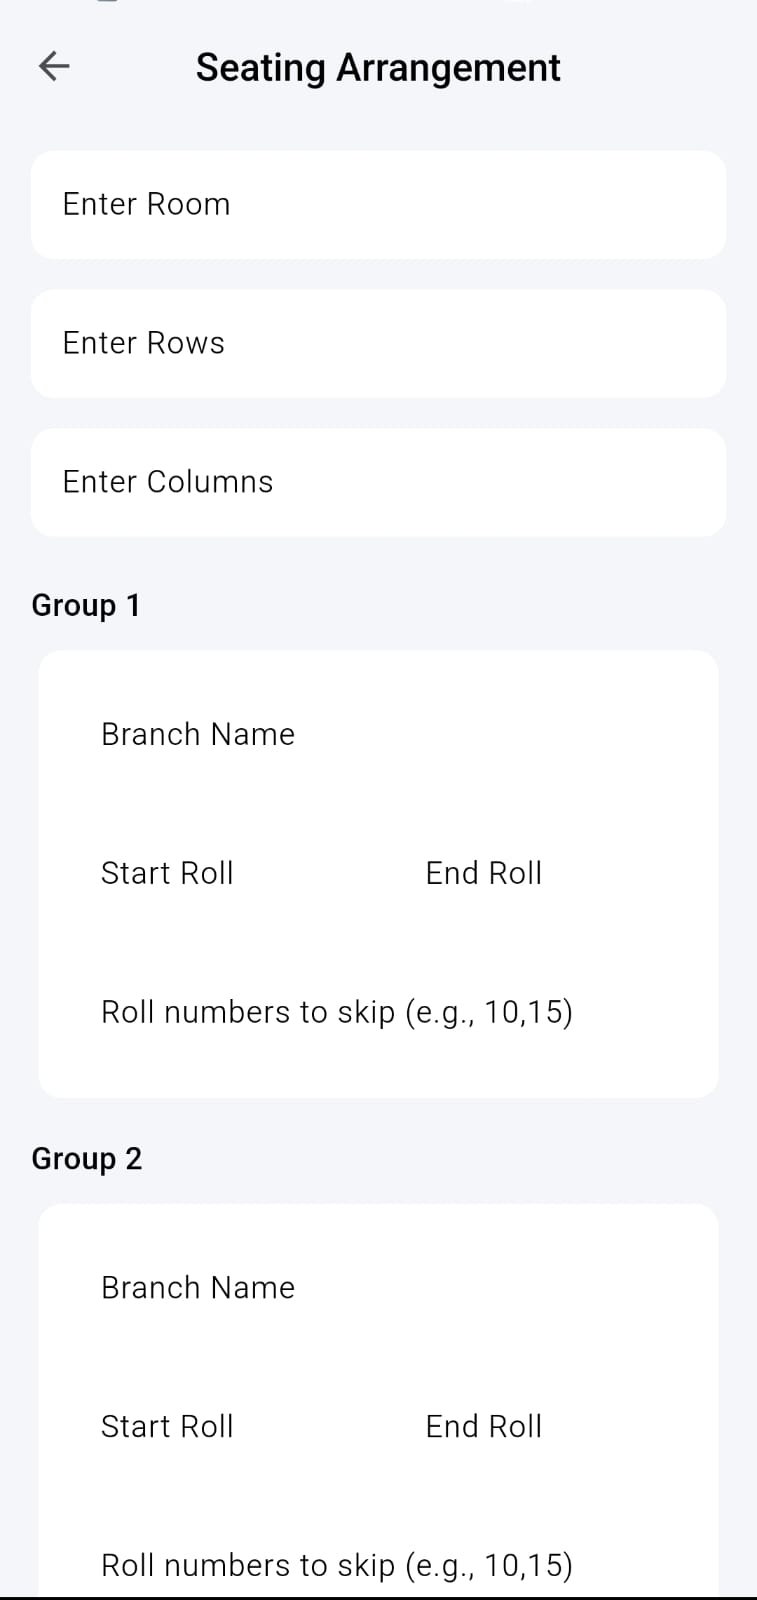 Seating Arrangement
Enter Room
Enter Rows
Enter Columns
Group 1
Branch Name
Start Roll End Roll
Roll numbers to skip (e.g., 10,15)
Group 2
Branch Name
Start Roll End Roll
Roll numbers to skip (e.g., 10,15)